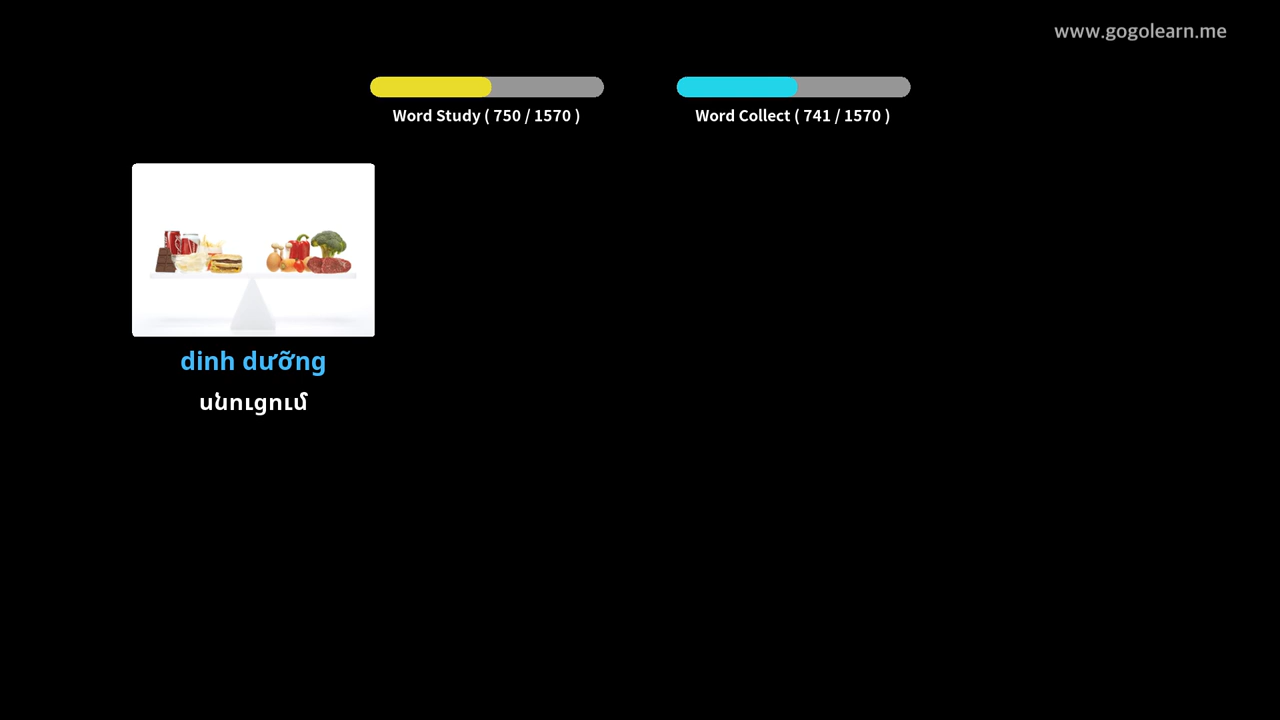 www.gogolearn.me
Word Study ( 750 / 1570 )
Word Collect ( 741 / 1570 )
dinh dưỡng
սնուցում